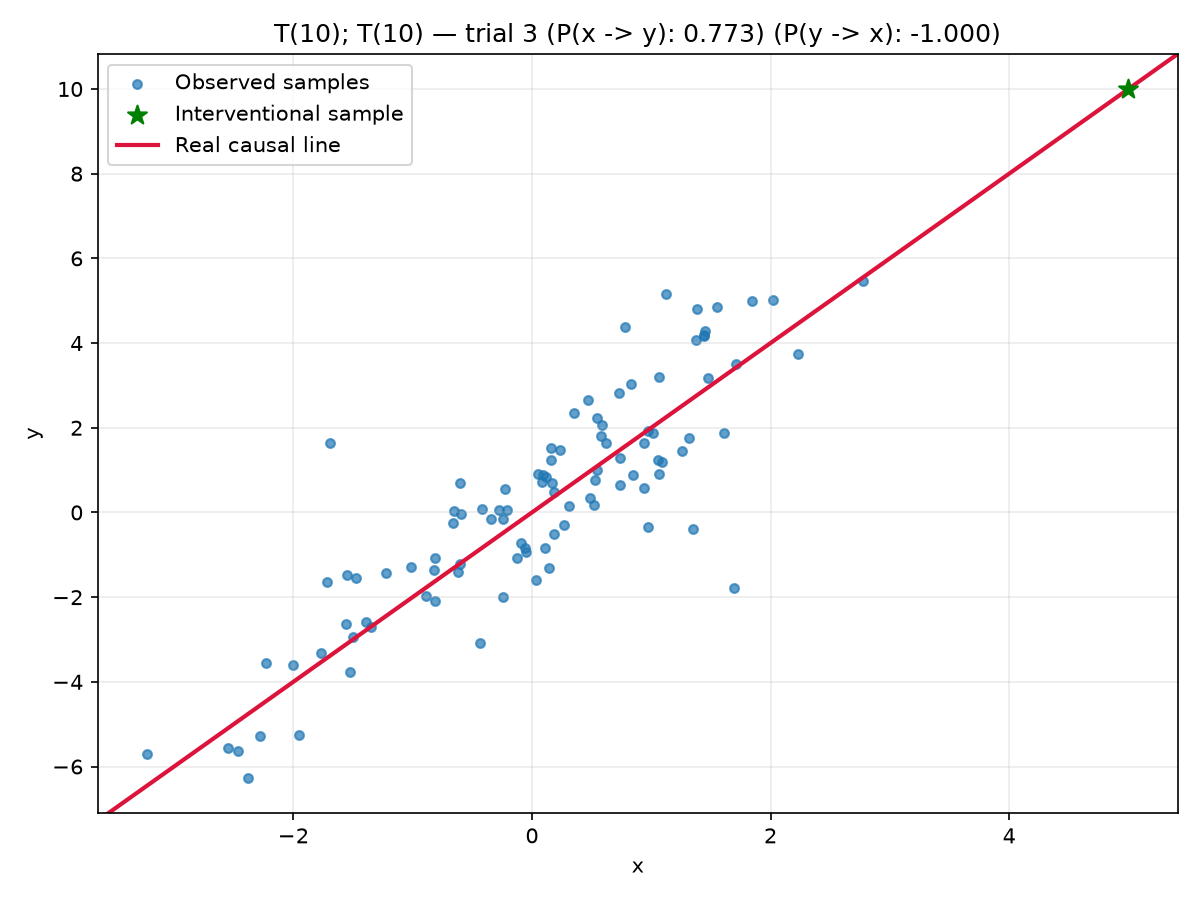 T(10); T(10) — trial 3 (P(x -> y): 0.773) (P(y -> x): -1.000)
Observed samples
Interventional sample
Real causal line
10
8
6
4
2
0
−2
−4
−6
y
−2
0
2
4
x